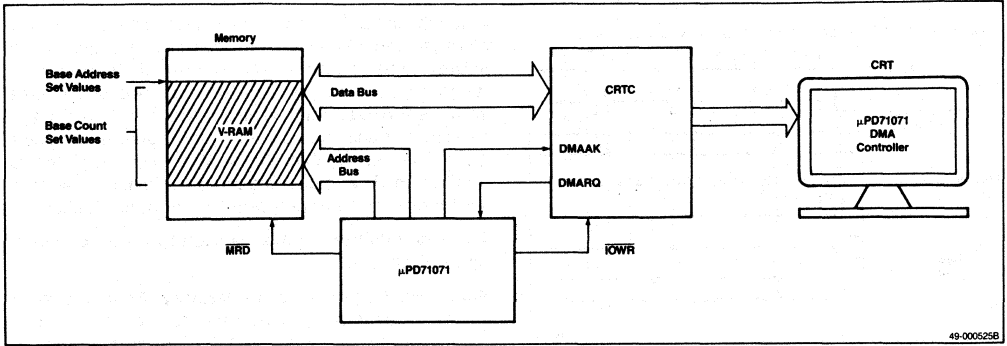 Memory
Base Address
Set Values
Base Count
Set Values
V-RAM
Data Bus
Address
Bus
CRTC
DMAAK
DMARQ
MRD
IOWR
μPD71071
CRT
μPD71071
DMA
Controller
49-000525B